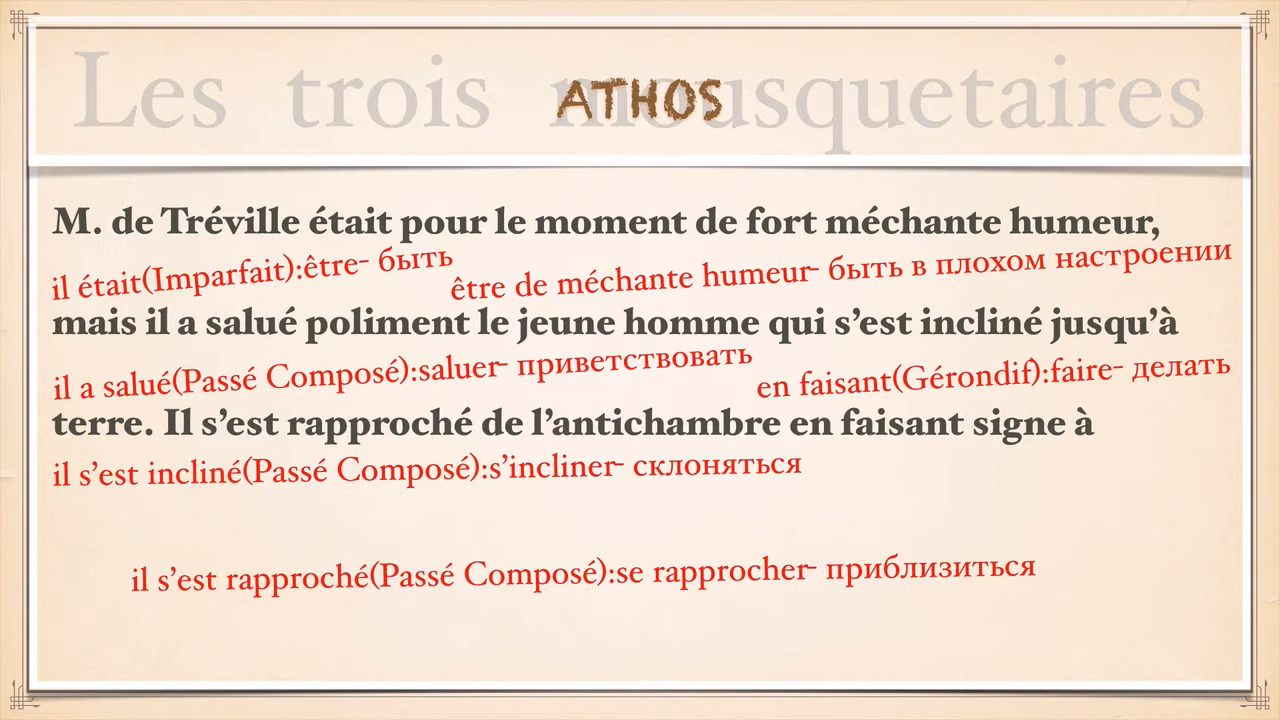 Les trois mousquetaires
ATHOS
M. de Tréville était pour le moment de fort méchante humeur,
il était(Imparfait):être- быть
être de méchante humeur- быть в плохом настроении
mais il a salué poliment le jeune homme qui s’est incliné jusqu’à
il a salué(Passé Composé):saluer- приветствовать
en faisant(Gérondif):faire- делать
terre. Il s’est rapproché de l’antichambre en faisant signe à
il s’est incliné(Passé Composé):s’incliner- склоняться
il s’est rapproché(Passé Composé):se rapprocher- приблизиться